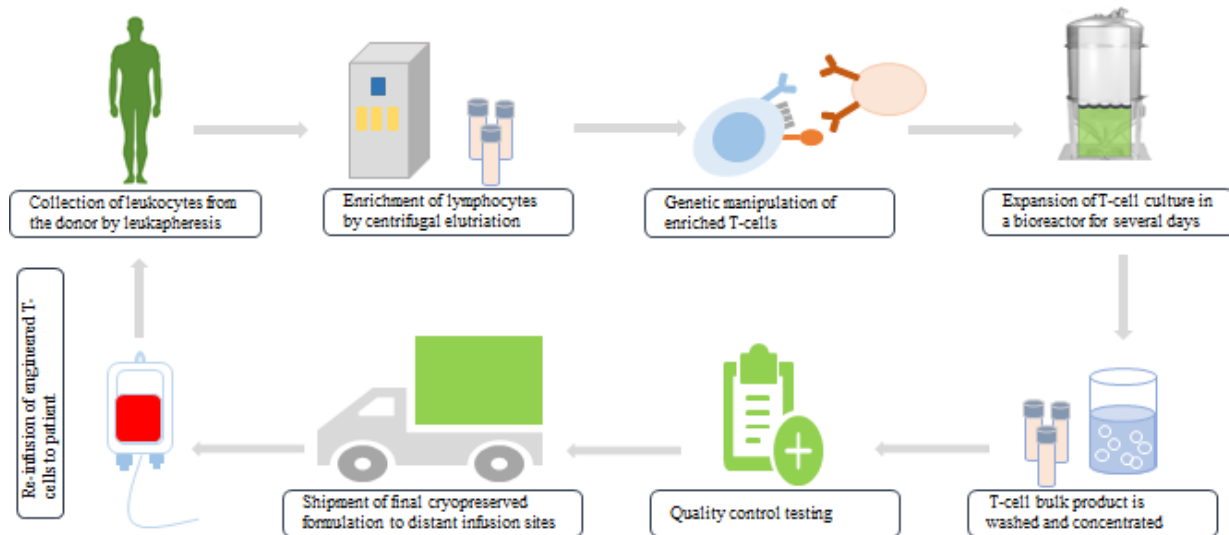 Collection of leukocytes from
the donor by leukapheresis
Enrichment of lymphocytes
by centrifugal elutriation
Genetic manipulation of
enriched T-cells
Expansion of T-cell culture in
a bioreactor for several days
T-cell bulk product is
washed and concentrated
Quality control testing
Shipment of final cryopreserved
formulation to distant infusion sites
Re-infusion of engineered T-
cells to patient